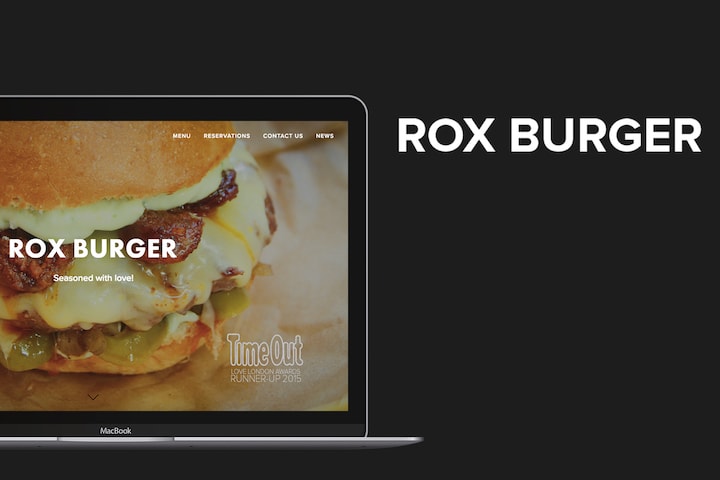 MENU RESERVATIONS CONTACT US NEWS
ROX BURGER
ROX BURGER
Seasoned with love!
Time Out
LOVE LONDON AWARDS
RUNNER-UP 2015
MacBook